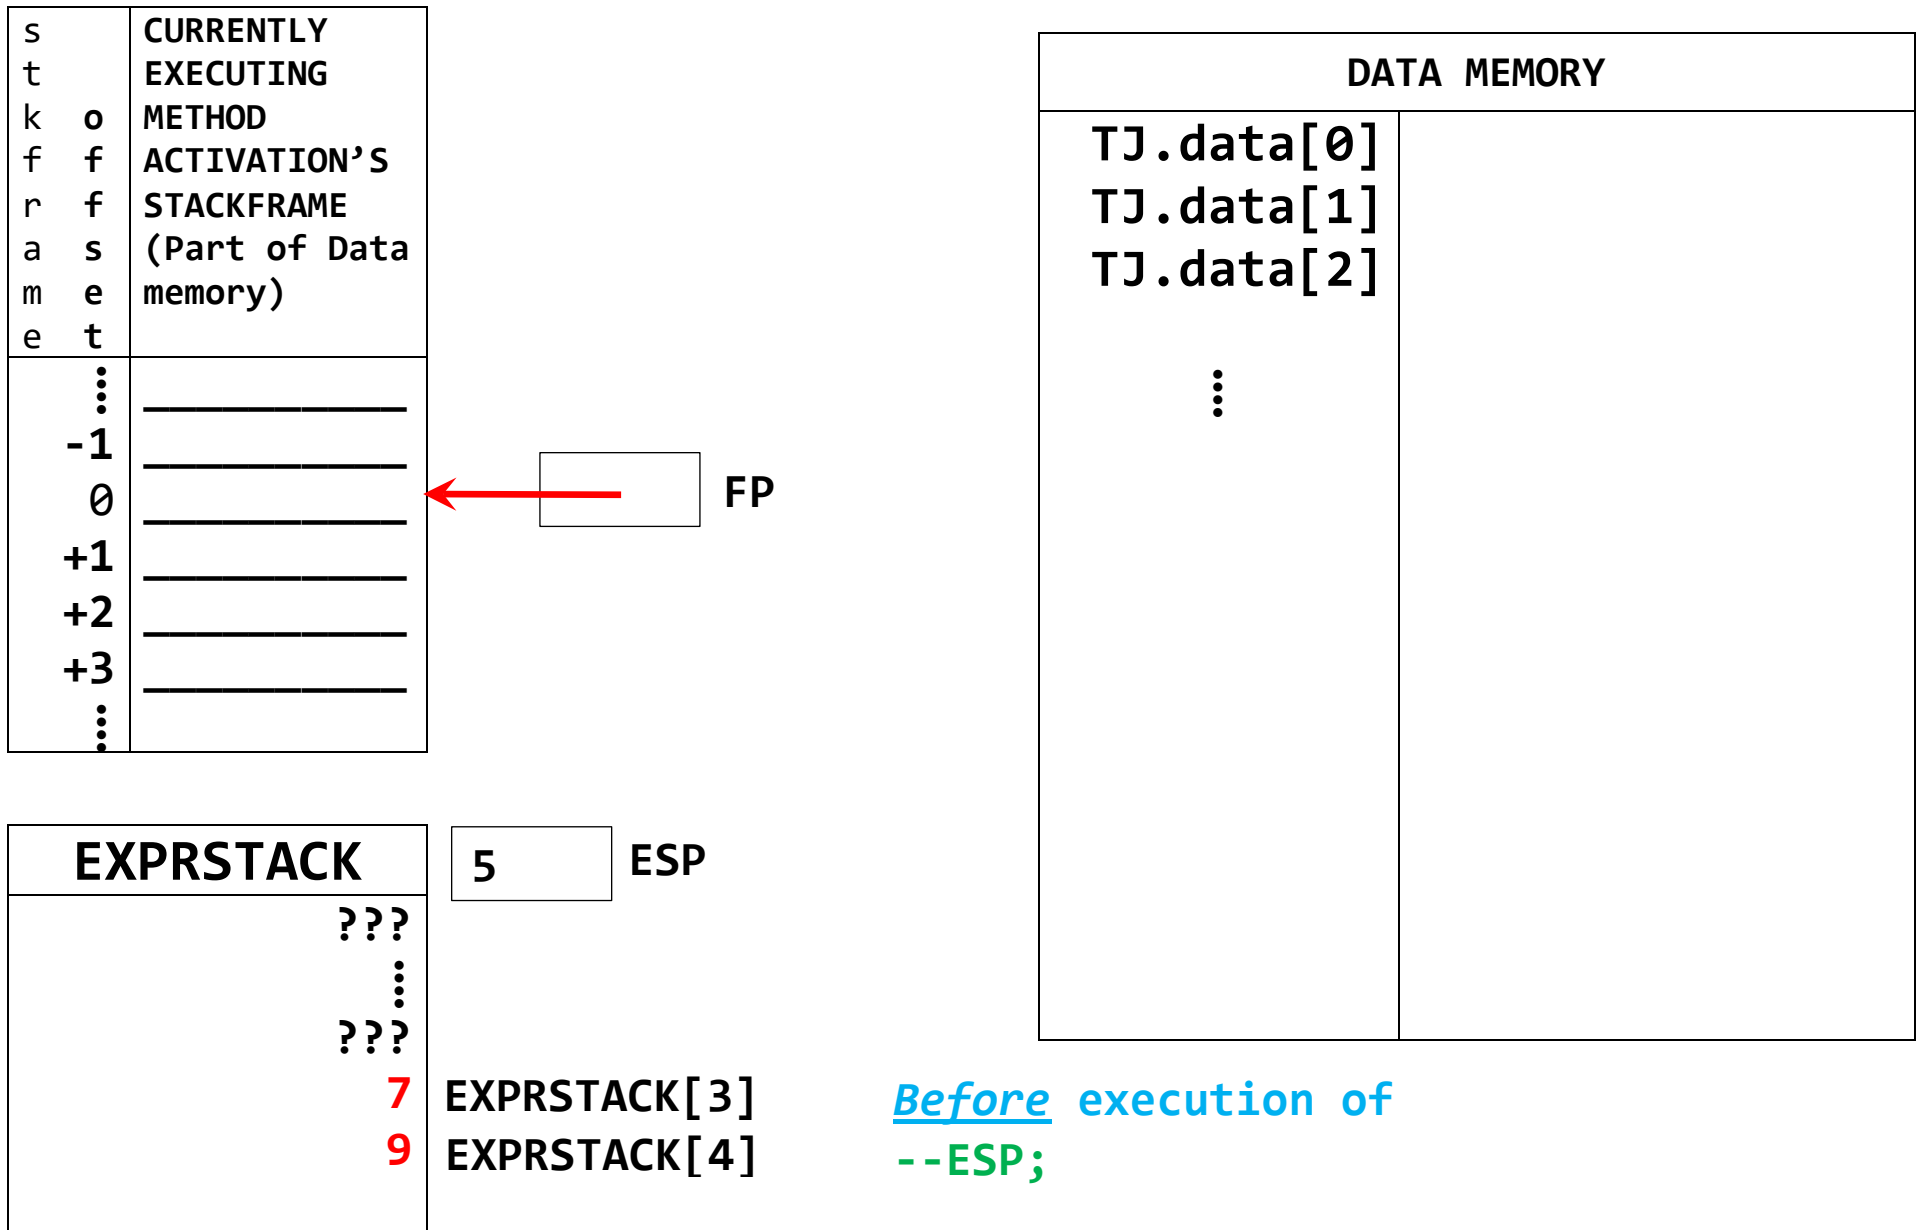 s
t
k
f
r
a
m
e
o
f
f
s
e
t
CURRENTLY
EXECUTING
METHOD
ACTIVATION’S
STACKFRAME
(Part of Data
memory)
-1
0
+1
+2
+3
FP
DATA MEMORY
TJ.data[0]
TJ.data[1]
TJ.data[2]
EXPRSTACK
5 ESP
???
???
7 EXPRSTACK[3]
9 EXPRSTACK[4]
Before execution of
--ESP;